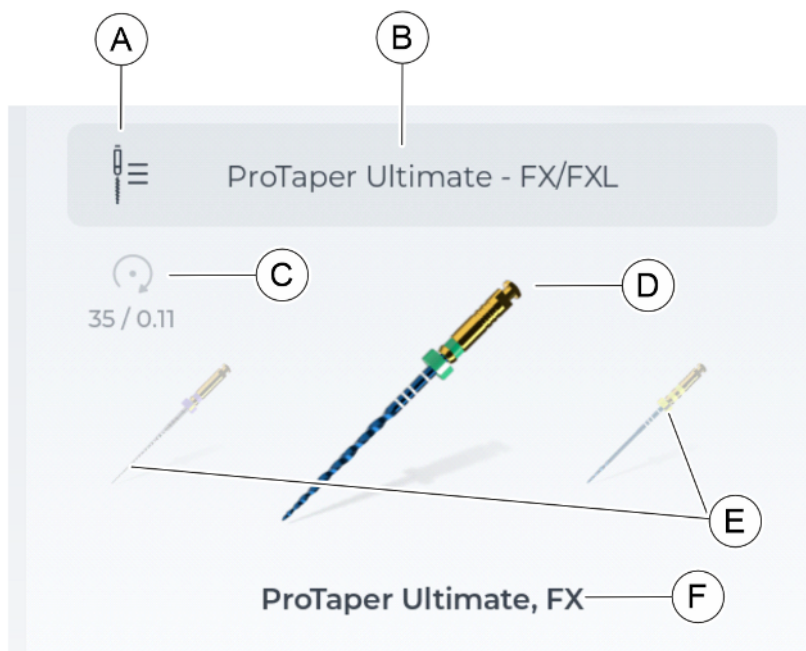 A
B
ProTaper Ultimate - FX/FXL
C
D
35 / 0.11
E
ProTaper Ultimate, FX
F